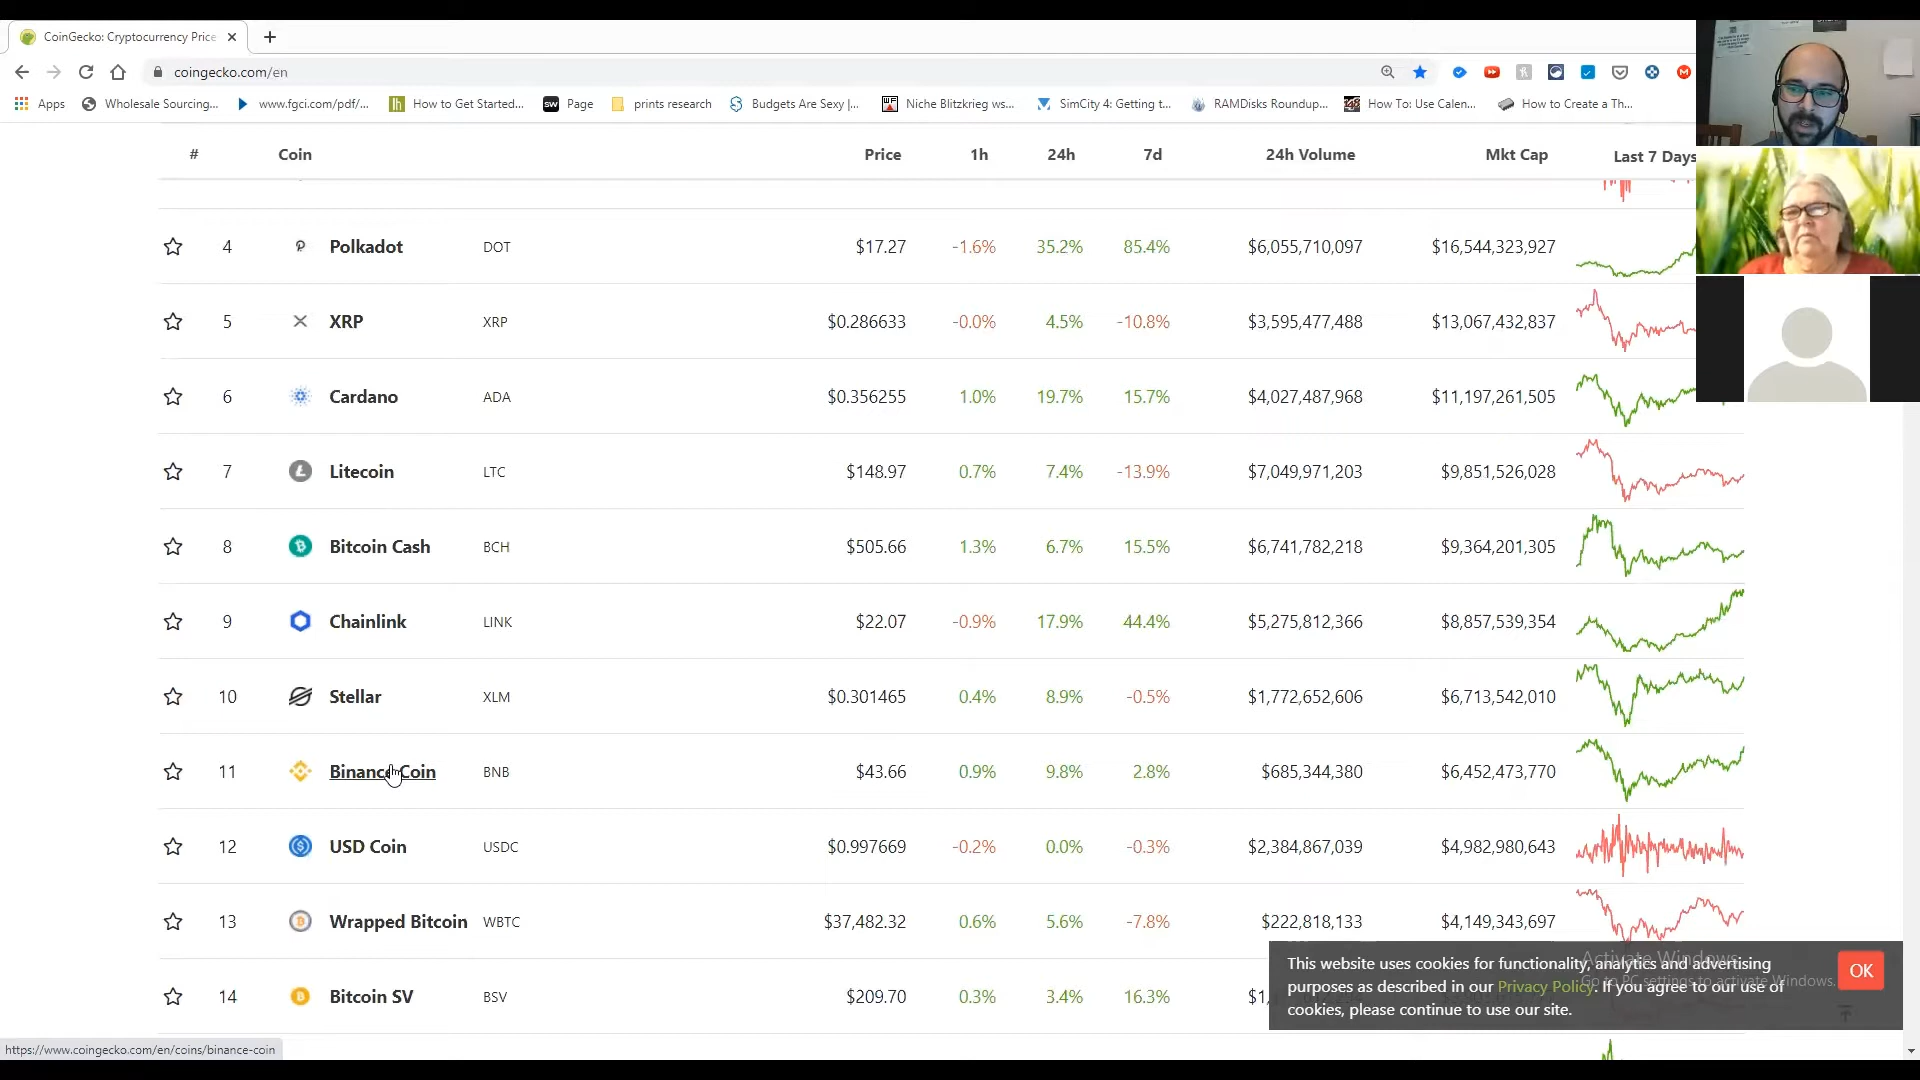 CoinGecko: Cryptocurrency Price
coingecko.com/en
Apps Wholesale Sourcing... www.fgci.com/pdf/... How to Get Started... Page prints research Budgets Are Sexy |... Niche Blitzkrieg ws... SimCity 4: Getting t... RAMDisks Roundup... How To: Use Calen... How to Create a Th...
# Coin Price 1h 24h 7d 24h Volume Mkt Cap Last 7 Days
4 Polkadot DOT $17.27 -1.6% 35.2% 85.4% $6,055,710,097 $16,544,323,927
5 XRP XRP $0.286633 -0.0% 4.5% -10.8% $3,595,477,488 $13,067,432,837
6 Cardano ADA $0.356255 1.0% 19.7% 15.7% $4,027,487,968 $11,197,261,505
7 Litecoin LTC $148.97 0.7% 7.4% -13.9% $7,049,971,203 $9,851,526,028
8 Bitcoin Cash BCH $505.66 1.3% 6.7% 15.5% $6,741,782,218 $9,364,201,305
9 Chainlink LINK $22.07 -0.9% 17.9% 44.4% $5,275,812,366 $8,857,539,354
10 Stellar XLM $0.301465 0.4% 8.9% -0.5% $1,772,652,606 $6,713,542,010
11 Binance Coin BNB $43.66 0.9% 9.8% 2.8% $685,344,380 $6,452,473,770
12 USD Coin USDC $0.997669 -0.2% 0.0% -0.3% $2,384,867,039 $4,982,980,643
13 Wrapped Bitcoin WBTC $37,482.32 0.6% 5.6% -7.8% $222,818,133 $4,149,343,697
14 Bitcoin SV BSV $209.70 0.3% 3.4% 16.3%
This website uses cookies for functionality, analytics and advertising
purposes as described in our Privacy Policy. If you agree to our use of
cookies, please continue to use our site.
OK
Activate Windows
Go to PC settings to activate Windows.
https://www.coingecko.com/en/coins/binance-coin